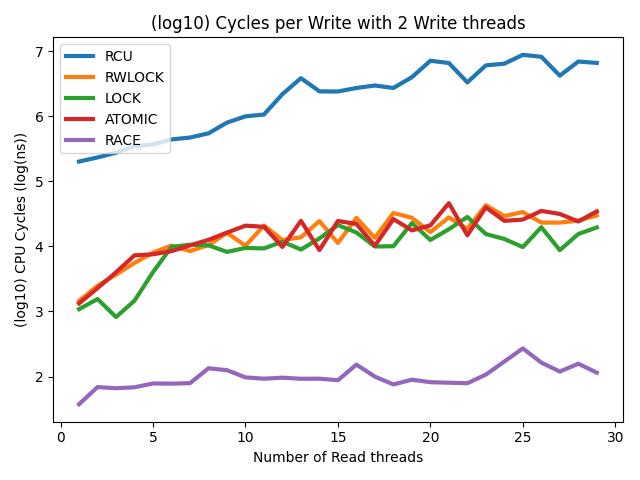 (log10) Cycles per Write with 2 Write threads
RCU
RWLOCK
LOCK
ATOMIC
RACE
(log10) CPU Cycles (log(ns))
7
6
5
4
3
2
0 5 10 15 20 25 30
Number of Read threads